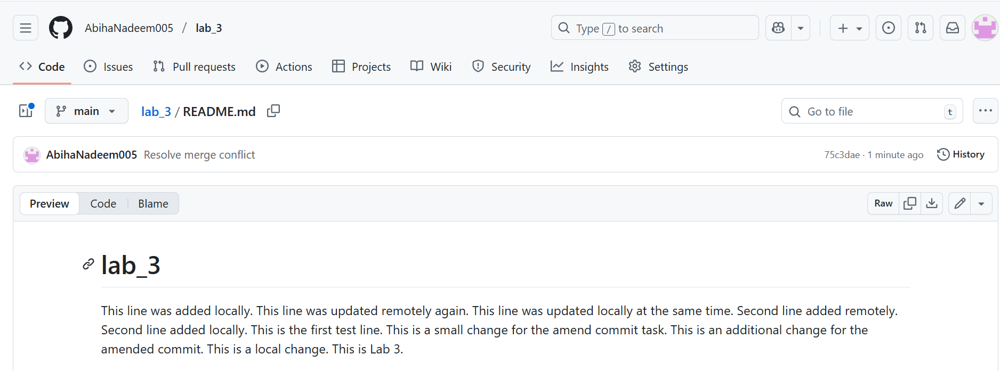 AbihaNadeem005 / lab_3 Type / to search
Code Issues Pull requests Actions Projects Wiki Security Insights Settings
main lab_3 / README.md Go to file t
AbihaNadeem005 Resolve merge conflict 75c3dae · 1 minute ago History
Preview Code Blame Raw
lab_3
This line was added locally. This line was updated remotely again. This line was updated locally at the same time. Second line added remotely.
Second line added locally. This is the first test line. This is a small change for the amend commit task. This is an additional change for the
amended commit. This is a local change. This is Lab 3.